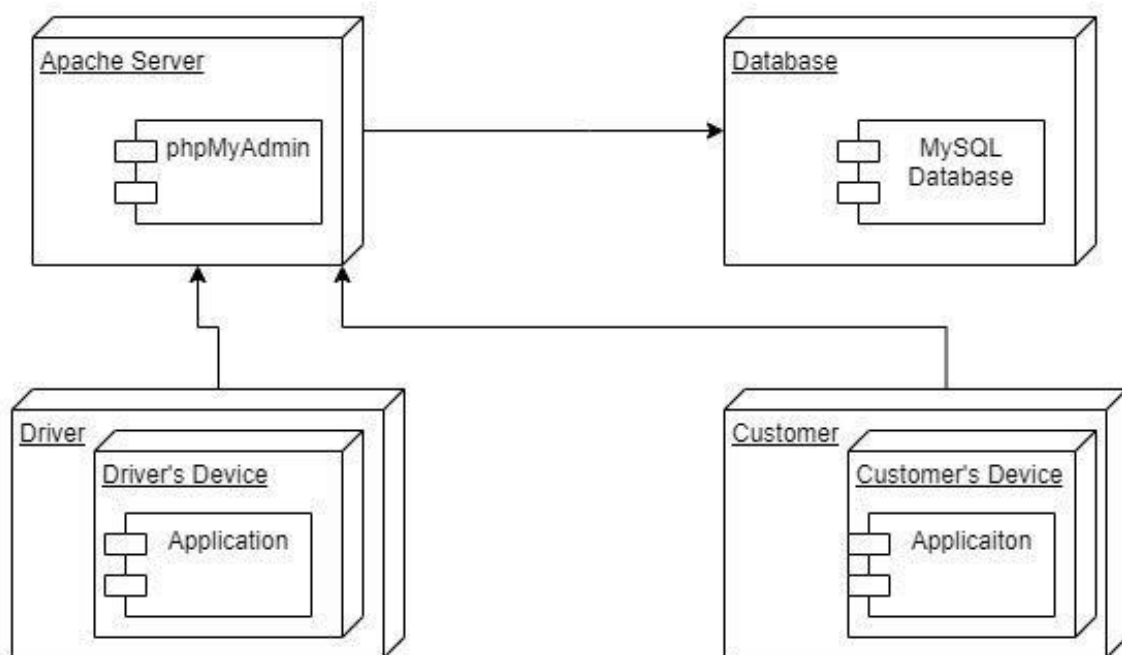 Apache Server
phpMyAdmin
Database
MySQL
Database
Driver
Driver's Device
Application
Customer
Customer's Device
Applicaiton